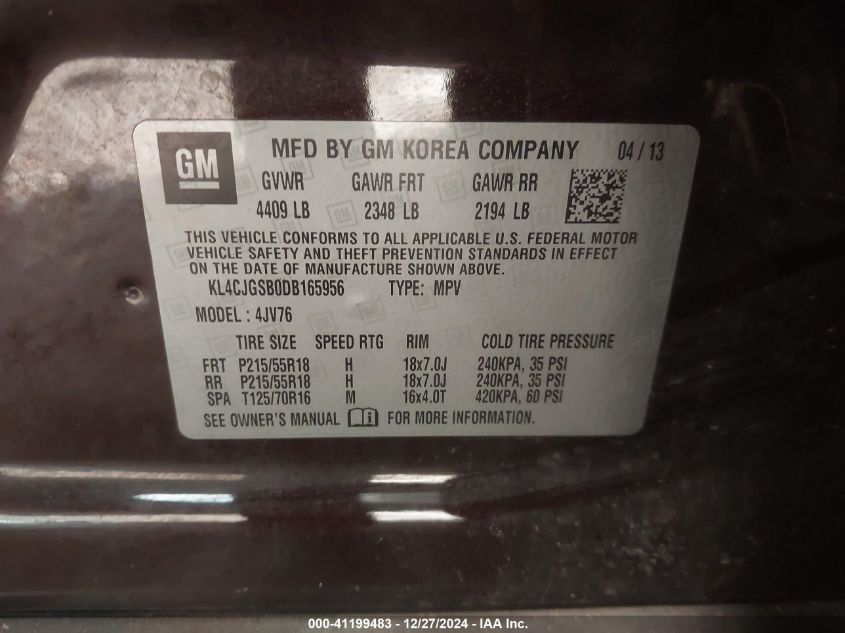 GM MFD BY GM KOREA COMPANY 04 / 13
GVWR GAWR FRT GAWR RR
4409 LB 2348 LB 2194 LB
THIS VEHICLE CONFORMS TO ALL APPLICABLE U.S. FEDERAL MOTOR
VEHICLE SAFETY AND THEFT PREVENTION STANDARDS IN EFFECT
ON THE DATE OF MANUFACTURE SHOWN ABOVE.
KL4CJGSB0DB165956 TYPE: MPV
MODEL : 4JV76
TIRE SIZE SPEED RTG RIM COLD TIRE PRESSURE
FRT P215/55R18 H 18x7.0J 240KPA, 35 PSI
RR P215/55R18 H 18x7.0J 240KPA, 35 PSI
SPA T125/70R16 M 16x4.0T 420KPA, 60 PSI
SEE OWNER'S MANUAL FOR MORE INFORMATION.
000-41199483 - 12/27/2024 - IAA Inc.